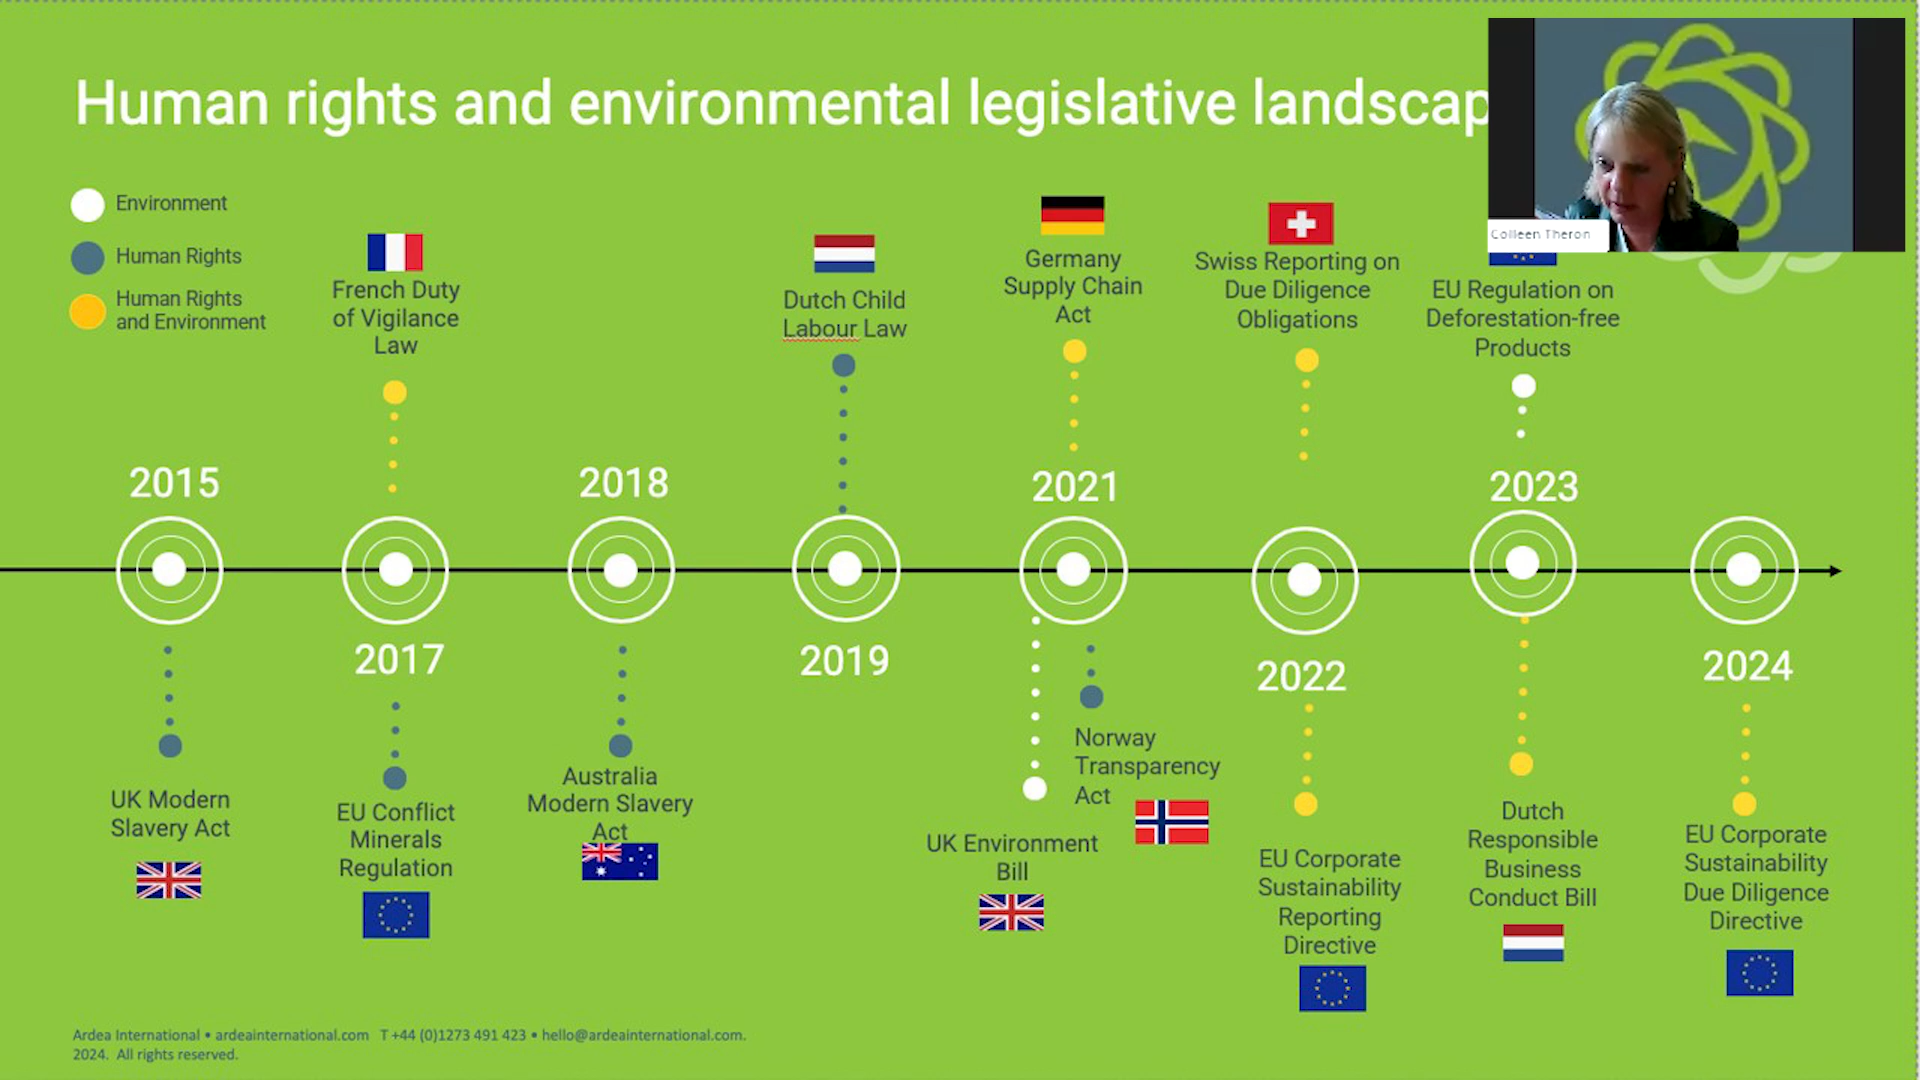 Human rights and environmental legislative landscap
Colleen Theron
Environment
Human Rights
Human Rights
and Environment
French Duty
of Vigilance
Law
Dutch Child
Labour Law
Germany
Supply Chain
Act
Swiss Reporting on
Due Diligence
Obligations
EU Regulation on
Deforestation-free
Products
2015
2018
2021
2023
2017
2019
2022
2024
UK Modern
Slavery Act
EU Conflict
Minerals
Regulation
Australia
Modern Slavery
Act
UK Environment
Bill
Norway
Transparency
Act
EU Corporate
Sustainability
Reporting
Directive
Dutch
Responsible
Business
Conduct Bill
EU Corporate
Sustainability
Due Diligence
Directive
Ardea International • ardeainternational.com T +44 (0)1273 491 423 • hello@ardeainternational.com.
2024. All rights reserved.